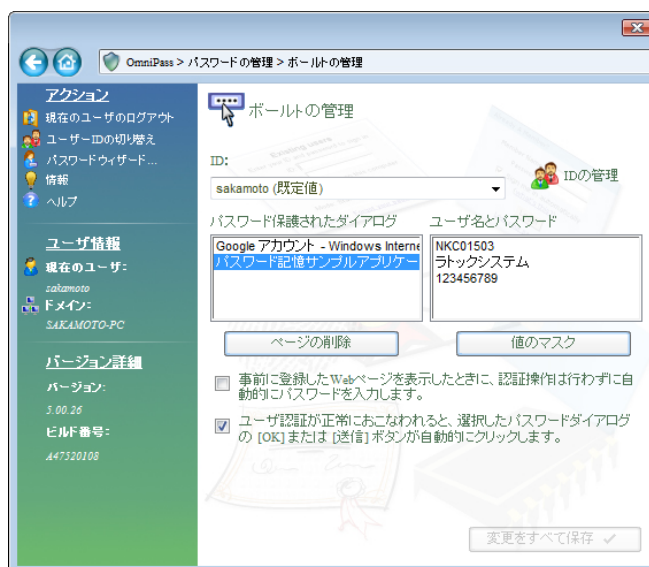 OmniPass > パスワードの管理 > ボールトの管理
アクション
現在のユーザのログアウト
ユーザーIDの切り替え
パスワードウィザード...
情報
ヘルプ
ユーザ情報
現在のユーザ:
sakamoto
ドメイン:
SAKAMOTO-PC
バージョン詳細
バージョン:
5.00.26
ビルド番号:
A47520108
ボールトの管理
ID:
sakamoto (既定値)
IDの管理
パスワード保護されたダイアログ
ユーザ名とパスワード
Google アカウント - Windows Interne
パスワード記憶サンプルアプリケー
NKC01503
ラトックシステム
123456789
ページの削除
値のマスク
事前に登録したWebページを表示したときに、認証操作は行わずに自
動的にパスワードを入力します。
ユーザ認証が正常におこなわれると、選択したパスワードダイアログ
の [OK] または [送信] ボタンが自動的にクリックします。
変更をすべて保存